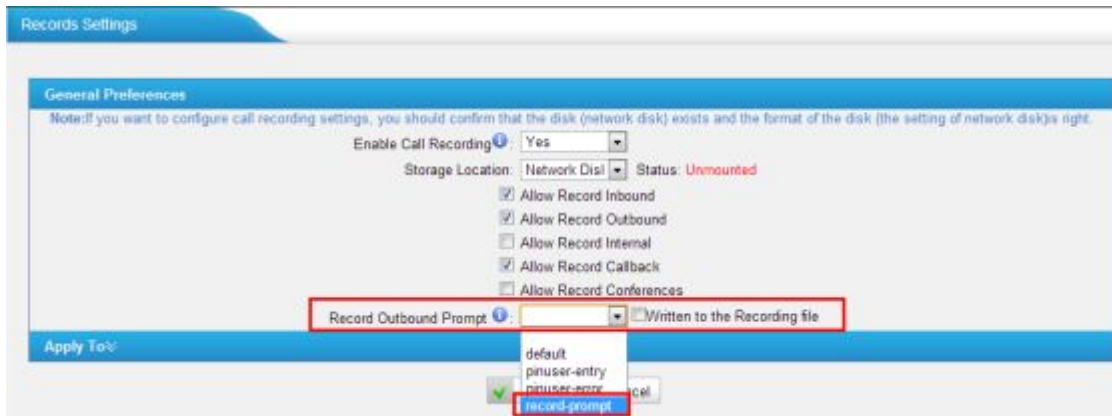 Records Settings
General Preferences
Note:If you want to configure call recording settings, you should confirm that the disk (network disk) exists and the format of the disk (the setting of network disk)is right.
Enable Call Recording : Yes
Storage Location: Network Disl Status: Unmounted
Allow Record Inbound
Allow Record Outbound
Allow Record Internal
Allow Record Callback
Allow Record Conferences
Record Outbound Prompt : Written to the Recording file
Apply To
default
pinuser-entry
pinuser-error cel
record-prompt